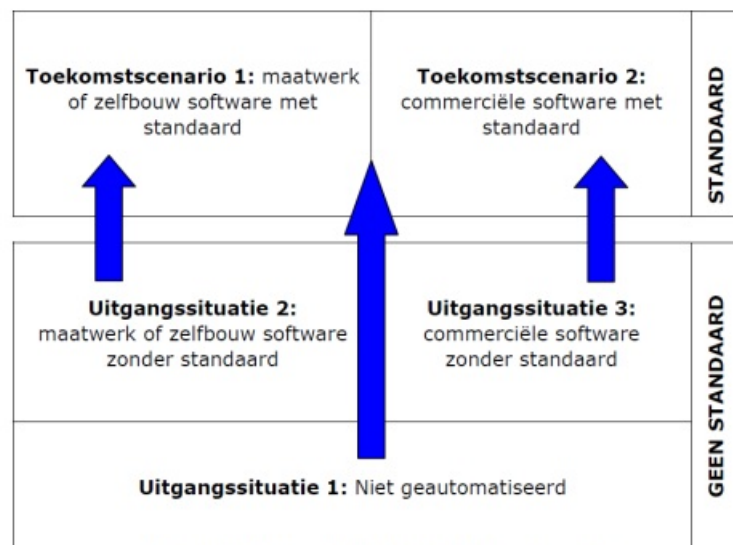 Toekomstscenario 1: maatwerk
of zelfbouw software met
standaard
Toekomstscenario 2:
commerciële software met
standaard
STANDAARD
Uitgangssituatie 2:
maatwerk of zelfbouw software
zonder standaard
Uitgangssituatie 3:
commerciële software
zonder standaard
Uitgangssituatie 1: Niet geautomatiseerd
GEEN STANDAARD